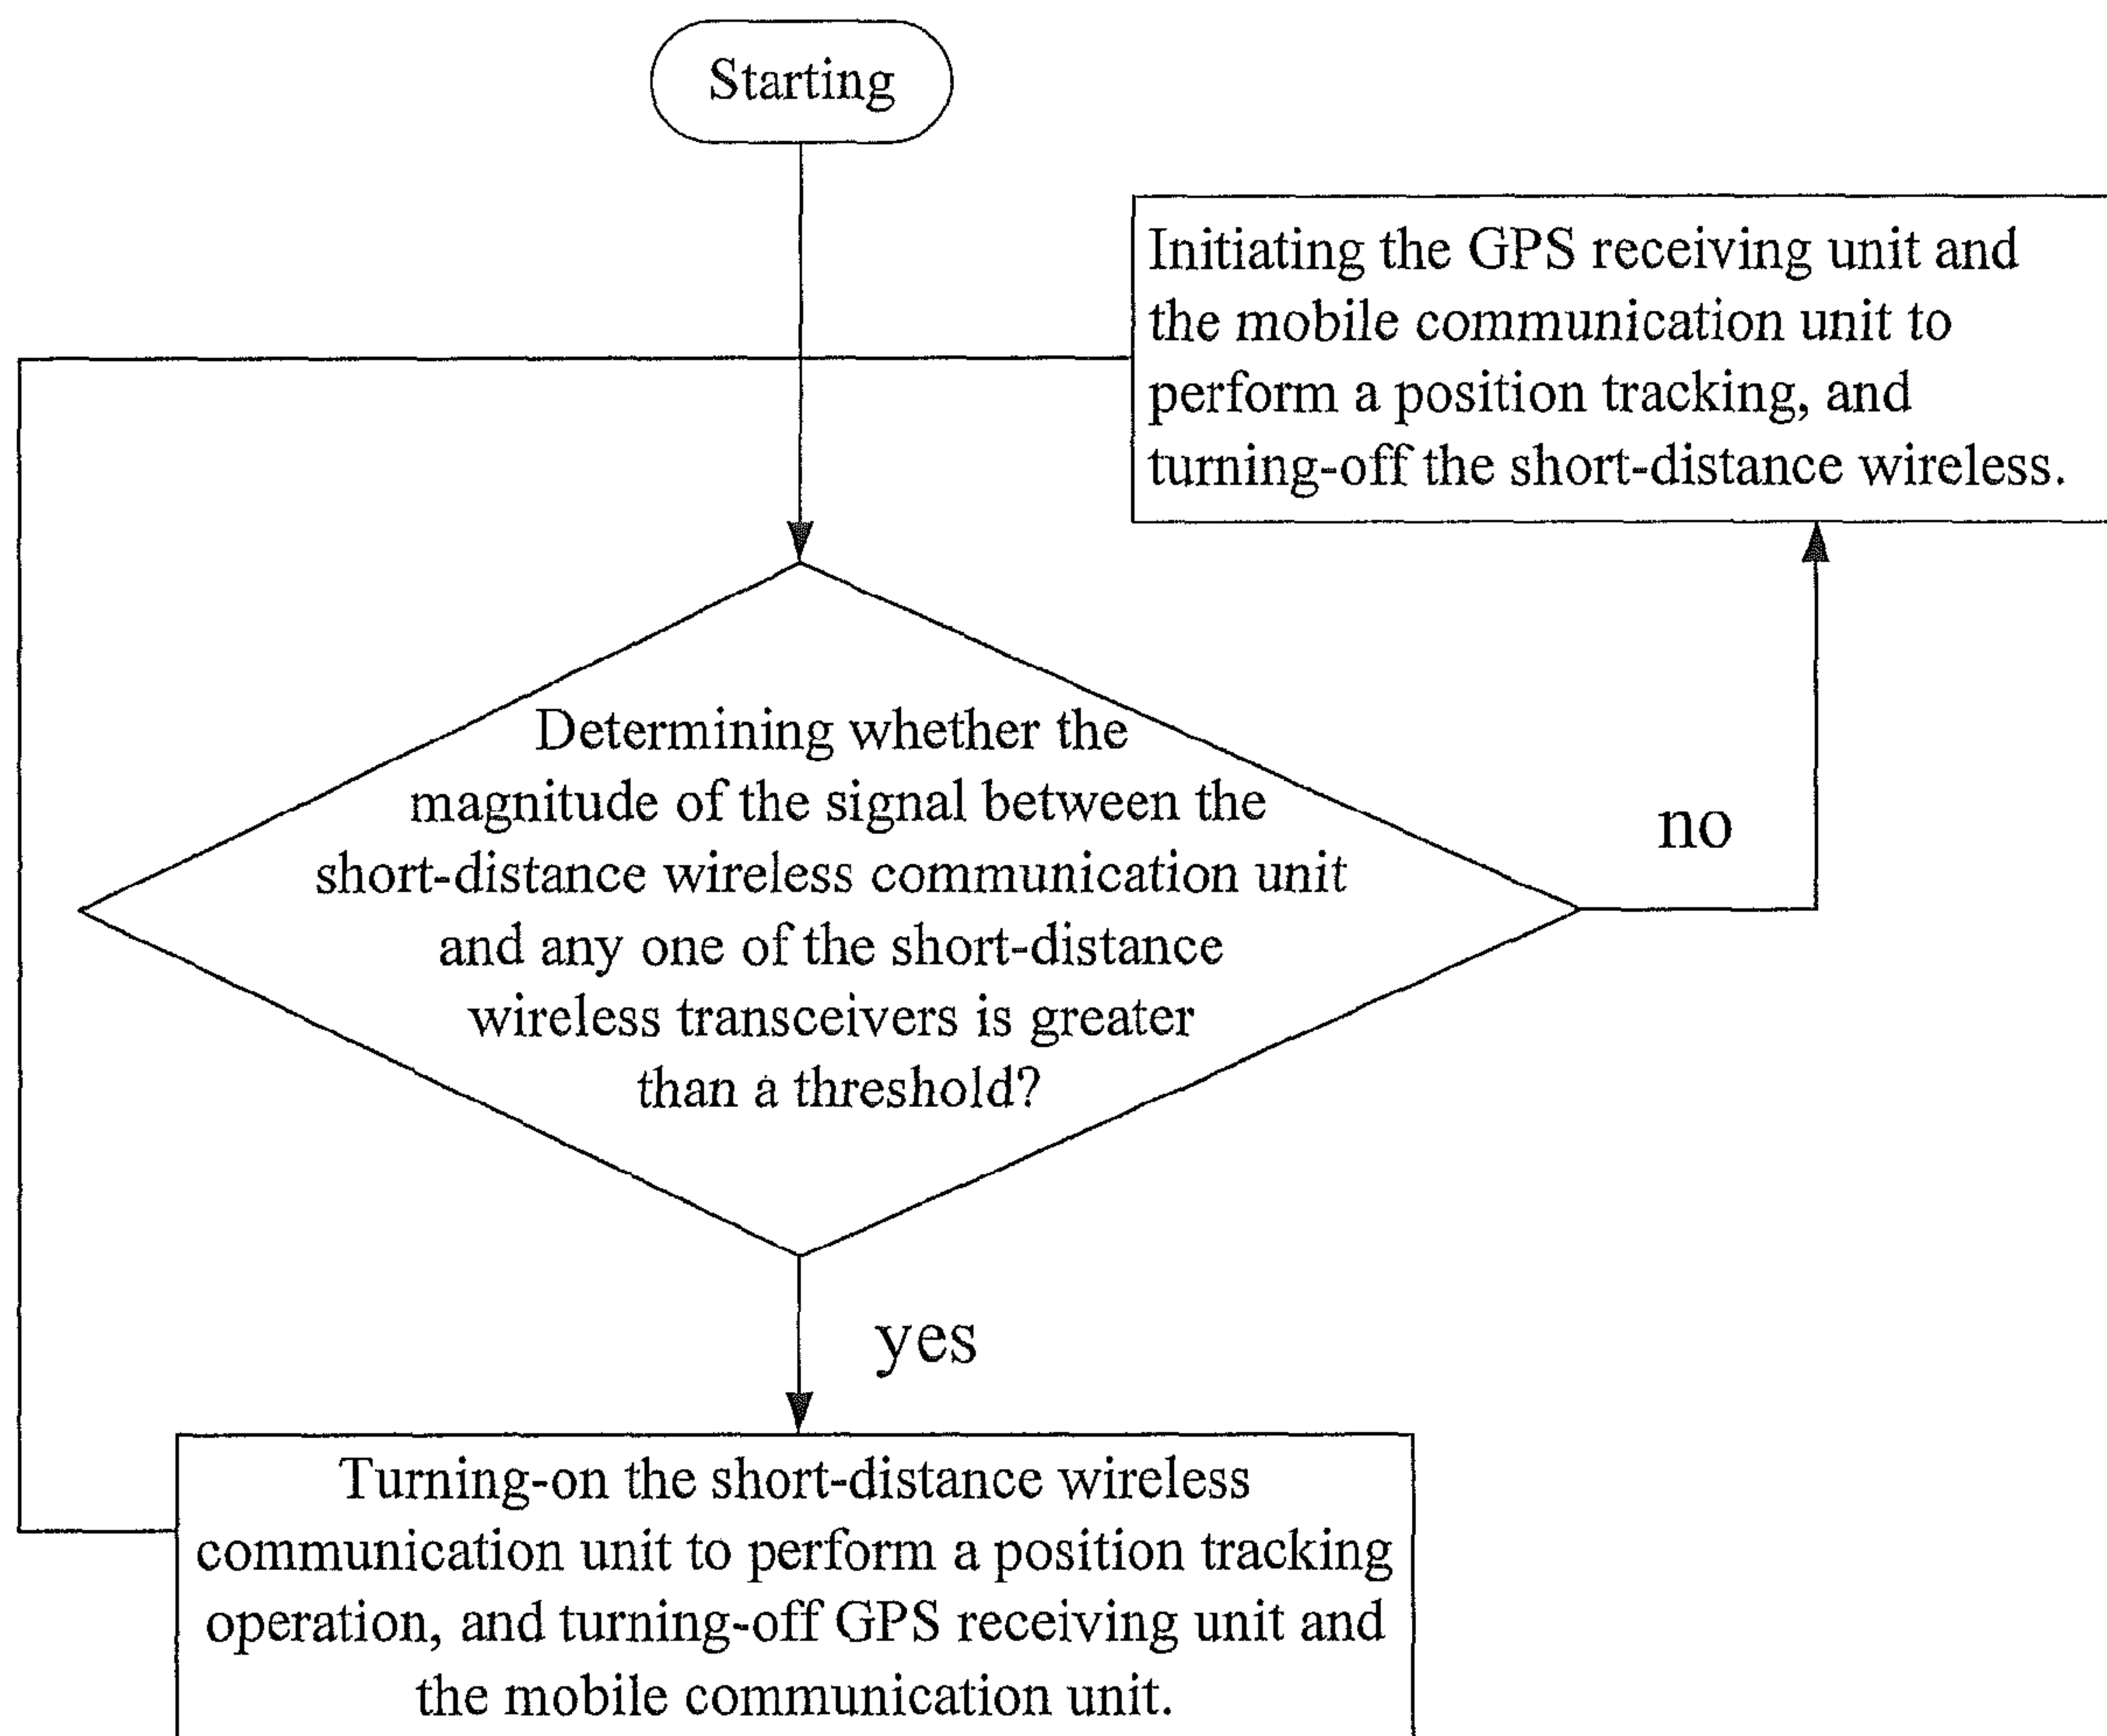 Starting
Initiating the GPS receiving unit and
the mobile communication unit to
perform a position tracking, and
turning-off the short-distance wireless.
Determining whether the
magnitude of the signal between the
short-distance wireless communication unit
and any one of the short-distance
wireless transceivers is greater
than a threshold?
no
yes
Turning-on the short-distance wireless
communication unit to perform a position tracking
operation, and turning-off GPS receiving unit and
the mobile communication unit.